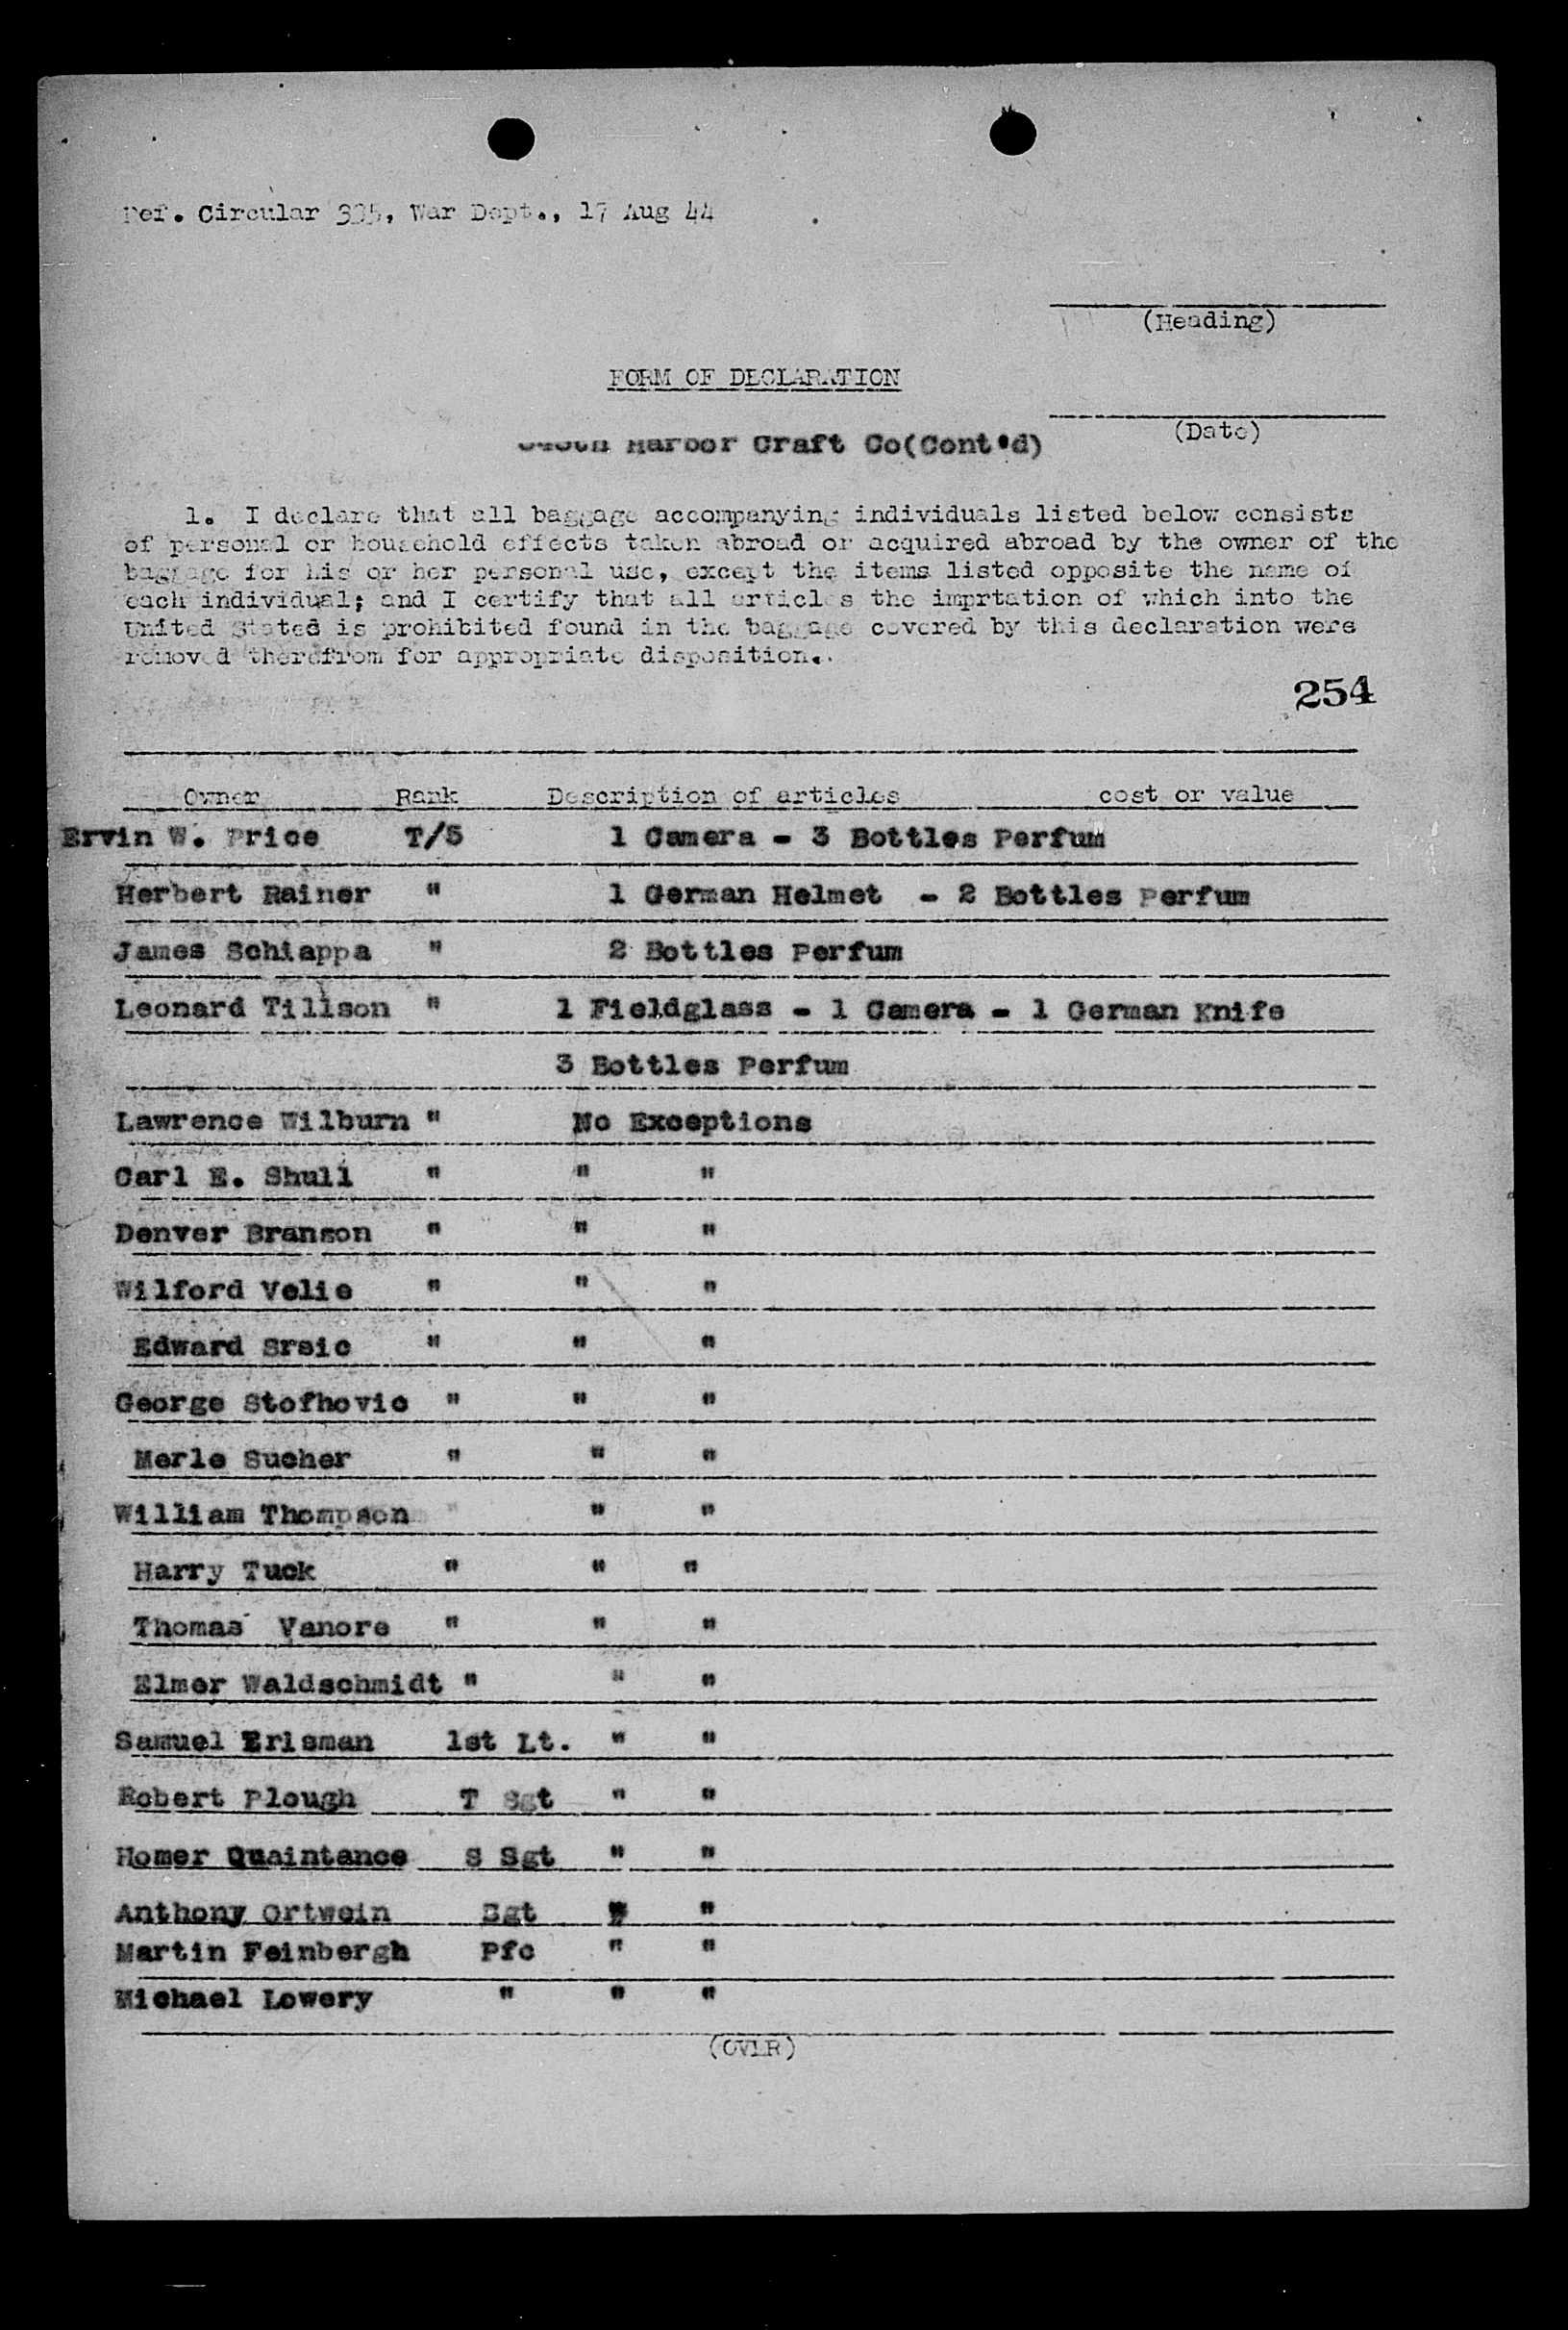 Ref. Circular 335, War Dept., 17 Aug 44
(Heading)
FORM OF DECLARATION
(Date)
Harbor Craft Co(Cont'd)
1. I declare that all baggage accompanying individuals listed below consists
of personal or household effects taken abroad or acquired abroad by the owner of the
baggage for his or her personal use, except the items listed opposite the name of
each individual; and I certify that all articles the imprtation of which into the
United States is prohibited found in the baggage covered by this declaration were
removed therefrom for appropriate disposition.
254
Owner Rank Description of articles cost or value
Ervin W. Price T/5 1 Camera - 3 Bottles Perfum
Herbert Rainer " 1 German Helmet - 2 Bottles Perfum
James Schiappa " 2 Bottles Perfum
Leonard Tillson " 1 Fieldglass - 1 Camera - 1 German Knife
3 Bottles Perfum
Lawrence Wilburn " No Exceptions
Carl E. Shull " " "
Denver Branson " " "
Wilford Velie " " "
Edward Srsic " " "
George Stofhovic " " "
Merle Sucher " " "
William Thompson " " "
Harry Tuck " " "
Thomas Vanore " " "
Elmer Waldschmidt " " "
Samuel Erisman 1st Lt. " "
Robert Plough T Sgt " "
Homer Quaintance S Sgt " "
Anthony Ortwein Sgt " "
Martin Feinbergh Pfc " "
Michael Lowery " " "
(OVER)